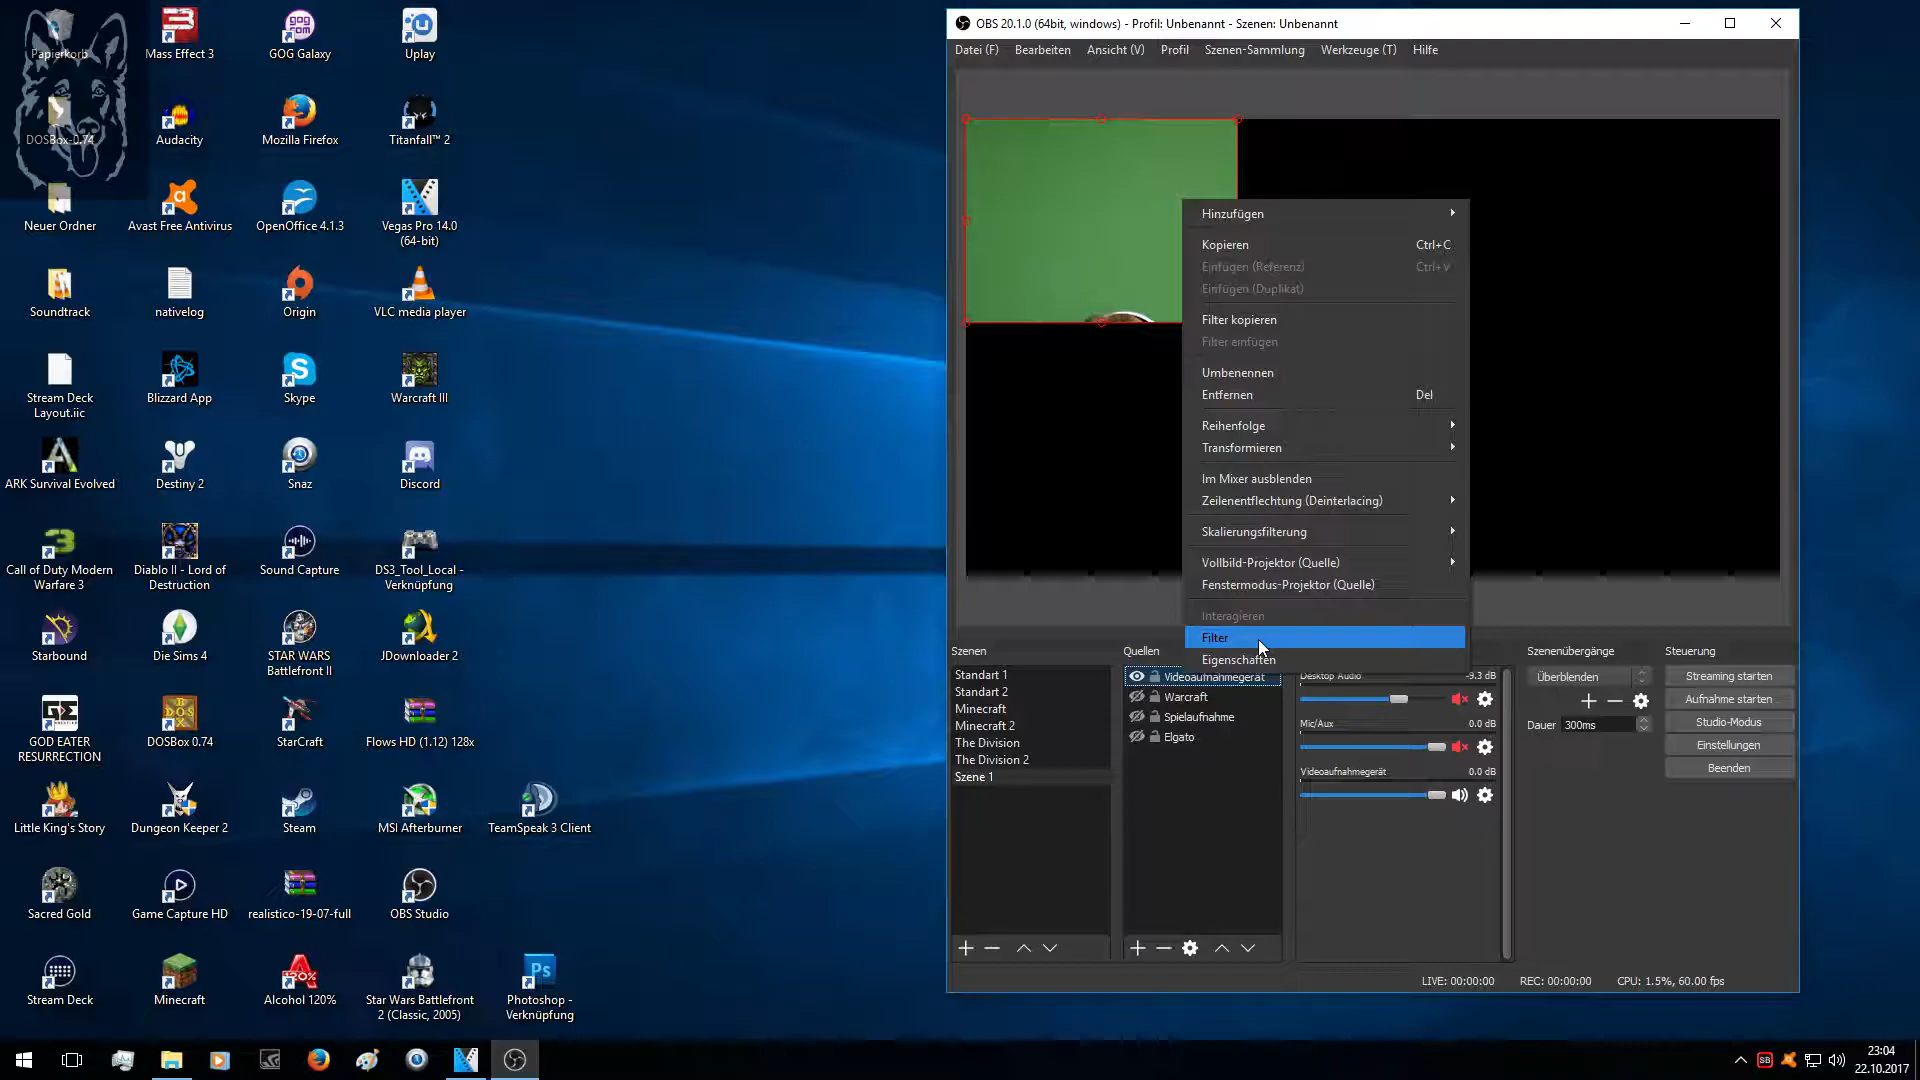 Papierkorb
Mass Effect 3
GOG Galaxy
Uplay
DOSBox-0.74
Audacity
Mozilla Firefox
Titanfall™ 2
Neuer Ordner
Avast Free Antivirus
OpenOffice 4.1.3
Vegas Pro 14.0
(64-bit)
Soundtrack
nativelog
Origin
VLC media player
Stream Deck
Layout.iic
Blizzard App
Skype
Warcraft III
ARK Survival Evolved
Destiny 2
Snaz
Discord
Call of Duty Modern
Warfare 3
Diablo II - Lord of
Destruction
Sound Capture
DS3_Tool_Local -
Verknüpfung
Starbound
Die Sims 4
STAR WARS
Battlefront II
JDownloader 2
GOD EATER
RESURRECTION
DOSBox 0.74
StarCraft
Flows HD (1.12) 128x
Little King's Story
Dungeon Keeper 2
Steam
MSI Afterburner
TeamSpeak 3 Client
Sacred Gold
Game Capture HD
realistico-19-07-full
OBS Studio
Stream Deck
Minecraft
Alcohol 120%
Star Wars Battlefront
2 (Classic, 2005)
Photoshop -
Verknüpfung
OBS 20.1.0 (64bit, windows) - Profil: Unbenannt - Szenen: Unbenannt
Datei (F)
Bearbeiten
Ansicht (V)
Profil
Szenen-Sammlung
Werkzeuge (T)
Hilfe
Hinzufügen
Kopieren
Ctrl+C
Einfügen (Referenz)
Ctrl+V
Einfügen (Duplikat)
Filter kopieren
Filter einfügen
Umbenennen
Entfernen
Del
Reihenfolge
Transformieren
Im Mixer ausblenden
Zeilenentflechtung (Deinterlacing)
Skalierungsfilterung
Vollbild-Projektor (Quelle)
Fenstermodus-Projektor (Quelle)
Interagieren
Filter
Eigenschaften
Szenen
Standart 1
Standart 2
Minecraft
Minecraft 2
The Division
The Division 2
Szene 1
Quellen
Videoaufnahmegerät
Warcraft
Spielaufnahme
Elgato
Desktop Audio
-9.3 dB
Mic/Aux
0.0 dB
Videoaufnahmegerät
0.0 dB
Szenenübergänge
Überblenden
Dauer
300ms
Steuerung
Streaming starten
Aufnahme starten
Studio-Modus
Einstellungen
Beenden
LIVE: 00:00:00
REC: 00:00:00
CPU: 1.5%, 60.00 fps
23:04
22.10.2017